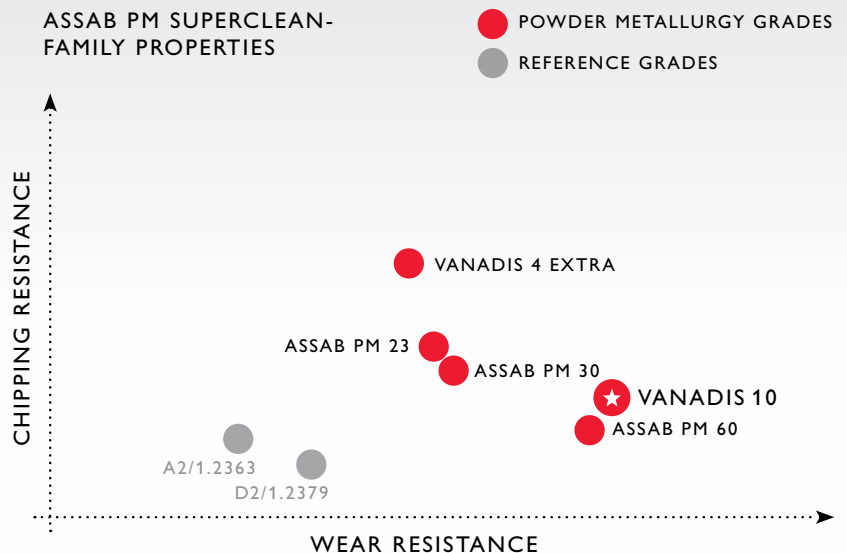 ASSAB PM SUPERCLEAN-
FAMILY PROPERTIES
POWDER METALLURGY GRADES
REFERENCE GRADES
CHIPPING RESISTANCE
VANADIS 4 EXTRA
ASSAB PM 23
ASSAB PM 30
VANADIS 10
ASSAB PM 60
A2/1.2363
D2/1.2379
WEAR RESISTANCE